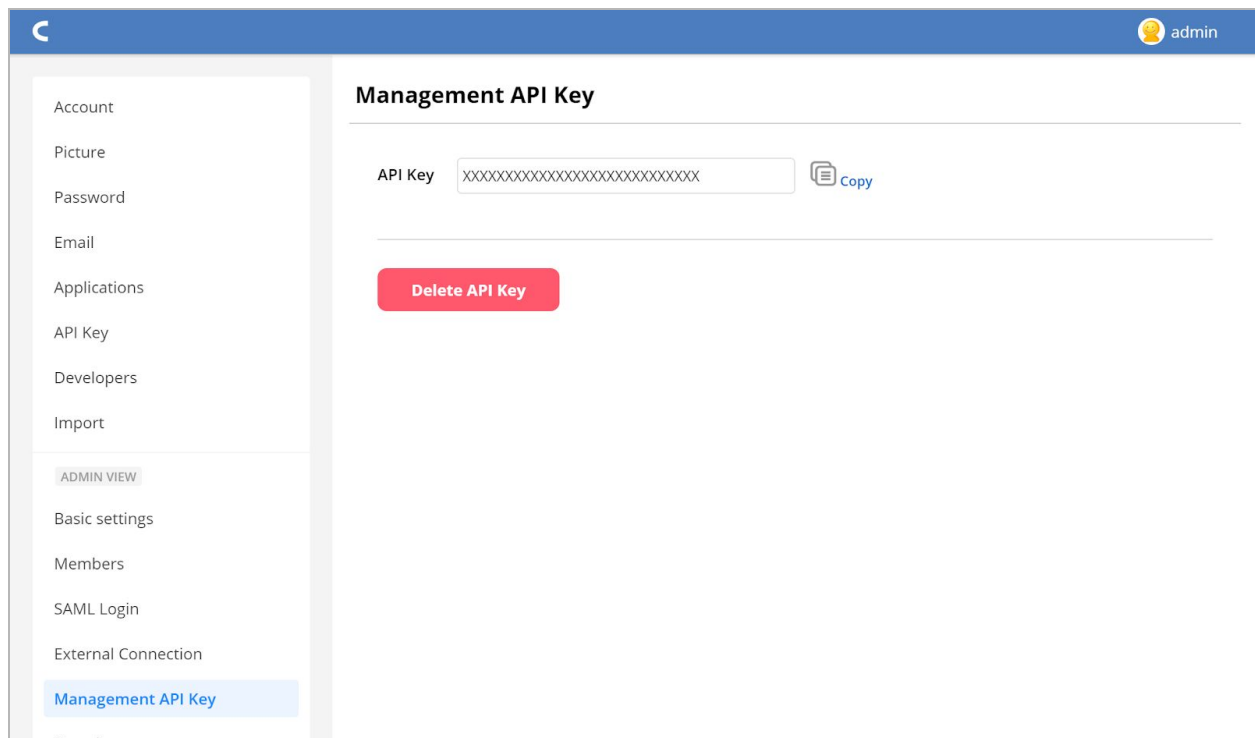 admin
Account
Picture
Password
Email
Applications
API Key
Developers
Import
ADMIN VIEW
Basic settings
Members
SAML Login
External Connection
Management API Key
Management API Key
API Key XXXXXXXXXXXXXXXXXXXXXXXXXXXX Copy
Delete API Key